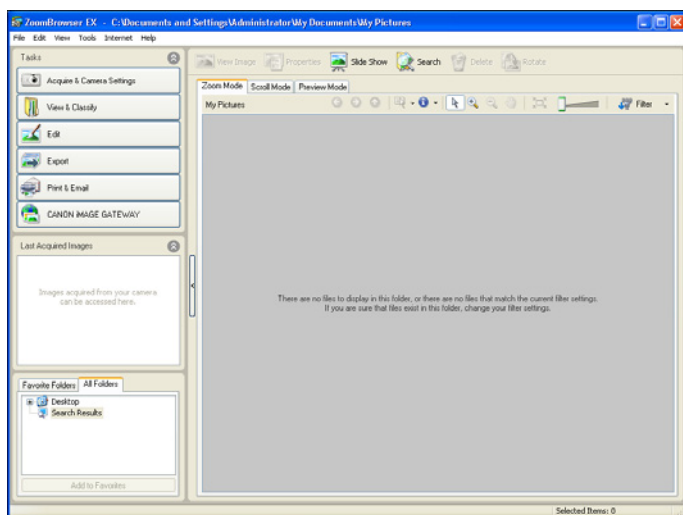 ZoomBrowser EX - C:\Documents and Settings\Administrator\My Documents\My Pictures
File Edit View Tools Internet Help
Tasks
Acquire & Camera Settings
View & Classify
Edit
Export
Print & Email
CANON iMAGE GATEWAY
Last Acquired Images
Images acquired from your camera
can be accessed here.
Favorite Folders All Folders
Desktop
Search Results
Add to Favorites
View Image Properties Slide Show Search Delete Rotate
Zoom Mode Scroll Mode Preview Mode
My Pictures Filter
There are no files to display in this folder, or there are no files that match the current filter settings.
If you are sure that files exist in this folder, change your filter settings.
Selected Items: 0